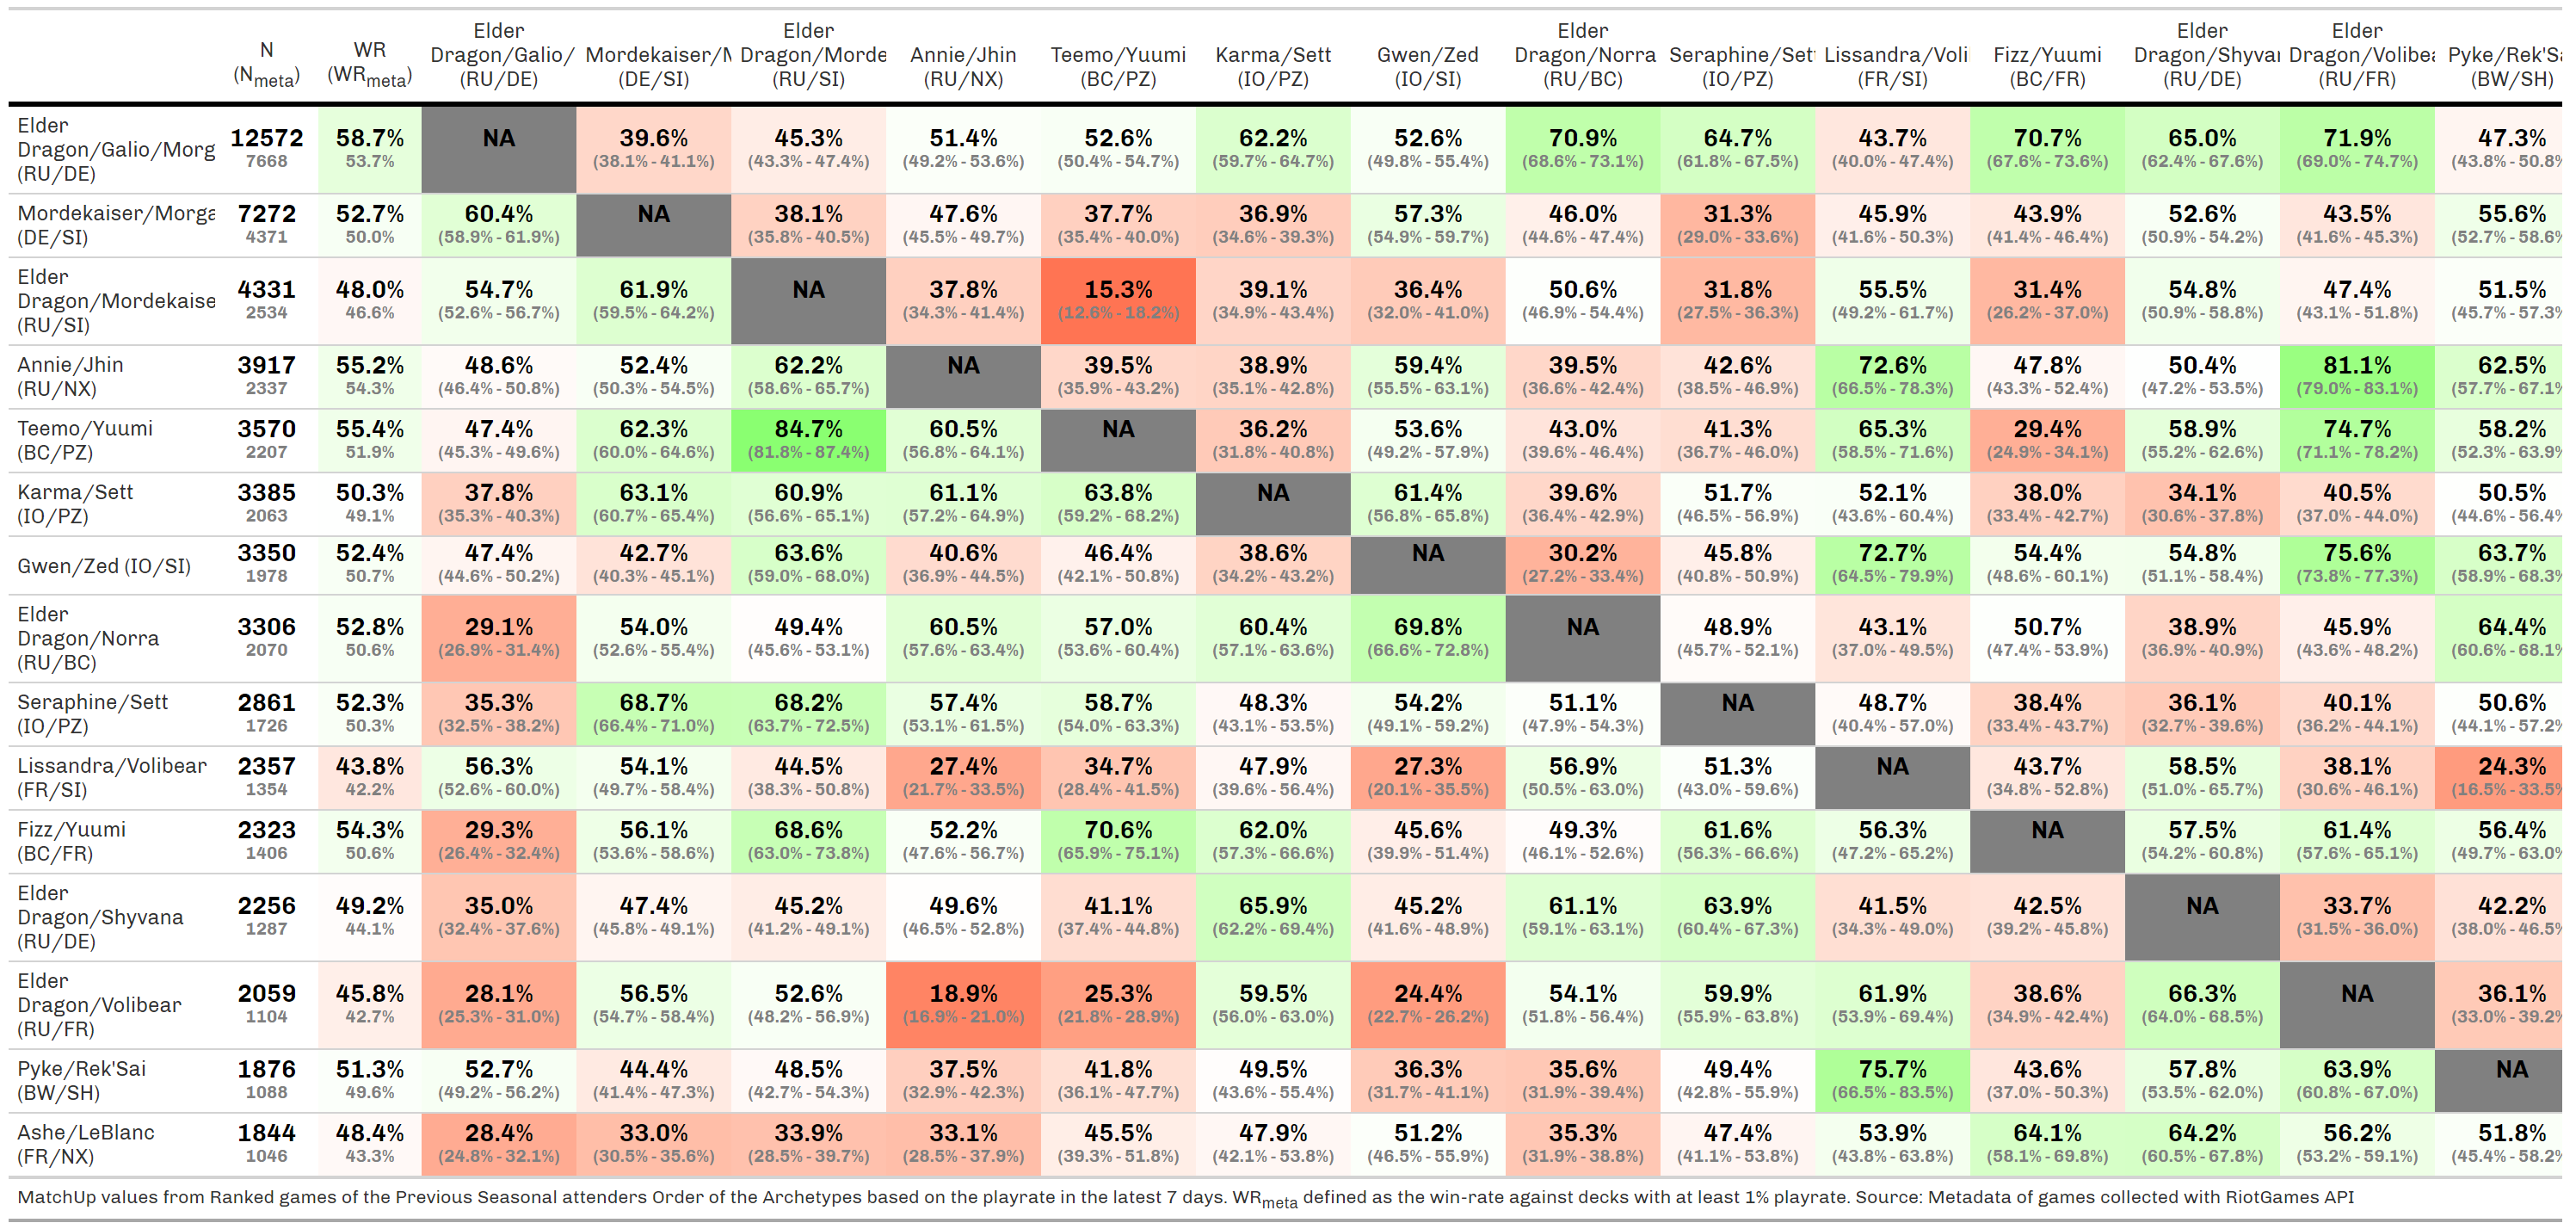 N (Nmeta) WR (WRmeta) Elder Dragon/Galio/ (RU/DE) Mordekaiser/M (DE/SI) Elder Dragon/Morde (RU/SI) Annie/Jhin (RU/NX) Teemo/Yuumi (BC/PZ) Karma/Sett (IO/PZ) Gwen/Zed (IO/SI) Elder Dragon/Norra (RU/BC) Seraphine/Sett (IO/PZ) Lissandra/Voli (FR/SI) Fizz/Yuumi (BC/FR) Elder Dragon/Shyvan (RU/DE) Elder Dragon/Volibea (RU/FR) Pyke/Rek'Sa (BW/SH)
Elder Dragon/Galio/Morg (RU/DE) 12572 58.7% NA 39.6% 45.3% 51.4% 52.6% 62.2% 52.6% 70.9% 64.7% 43.7% 70.7% 65.0% 71.9% 47.3%
7668 53.7% (38.1% - 41.1%) (43.3% - 47.4%) (49.2% - 53.6%) (50.4% - 54.7%) (59.7% - 64.7%) (49.8% - 55.4%) (68.6% - 73.1%) (61.8% - 67.5%) (40.0% - 47.4%) (67.6% - 73.6%) (62.4% - 67.6%) (69.0% - 74.7%) (43.8% - 50.8%
Mordekaiser/Morga (DE/SI) 7272 52.7% 60.4% NA 38.1% 47.6% 37.7% 36.9% 57.3% 46.0% 31.3% 45.9% 43.9% 52.6% 43.5% 55.6%
4371 50.0% (58.9% - 61.9%) (35.8% - 40.5%) (45.5% - 49.7%) (35.4% - 40.0%) (34.6% - 39.3%) (54.9% - 59.7%) (44.6% - 47.4%) (29.0% - 33.6%) (41.6% - 50.3%) (41.4% - 46.4%) (50.9% - 54.2%) (41.6% - 45.3%) (52.7% - 58.6%
Elder Dragon/Mordekaise (RU/SI) 4331 48.0% 54.7% 61.9% NA 37.8% 15.3% 39.1% 36.4% 50.6% 31.8% 55.5% 31.4% 54.8% 47.4% 51.5%
2534 46.6% (52.6% - 56.7%) (59.5% - 64.2%) (34.3% - 41.4%) (12.6% - 18.2%) (34.9% - 43.4%) (32.0% - 41.0%) (46.9% - 54.4%) (27.5% - 36.3%) (49.2% - 61.7%) (26.2% - 37.0%) (50.9% - 58.8%) (43.1% - 51.8%) (45.7% - 57.3%
Annie/Jhin (RU/NX) 3917 55.2% 48.6% 52.4% 62.2% NA 39.5% 38.9% 59.4% 39.5% 42.6% 72.6% 47.8% 50.4% 81.1% 62.5%
2337 54.3% (46.4% - 50.8%) (50.3% - 54.5%) (58.6% - 65.7%) (35.9% - 43.2%) (35.1% - 42.8%) (55.5% - 63.1%) (36.6% - 42.4%) (38.5% - 46.9%) (66.5% - 78.3%) (43.3% - 52.4%) (47.2% - 53.5%) (79.0% - 83.1%) (57.7% - 67.1%
Teemo/Yuumi (BC/PZ) 3570 55.4% 47.4% 62.3% 84.7% 60.5% NA 36.2% 53.6% 43.0% 41.3% 65.3% 29.4% 58.9% 74.7% 58.2%
2207 51.9% (45.3% - 49.6%) (60.0% - 64.6%) (81.8% - 87.4%) (56.8% - 64.1%) (31.8% - 40.8%) (49.2% - 57.9%) (39.6% - 46.4%) (36.7% - 46.0%) (58.5% - 71.6%) (24.9% - 34.1%) (55.2% - 62.6%) (71.1% - 78.2%) (52.3% - 63.9%
Karma/Sett (IO/PZ) 3385 50.3% 37.8% 63.1% 60.9% 61.1% 63.8% NA 61.4% 39.6% 51.7% 52.1% 38.0% 34.1% 40.5% 50.5%
2063 49.1% (35.3% - 40.3%) (60.7% - 65.4%) (56.6% - 65.1%) (57.2% - 64.9%) (59.2% - 68.2%) (56.8% - 65.8%) (36.4% - 42.9%) (46.5% - 56.9%) (43.6% - 60.4%) (33.4% - 42.7%) (30.6% - 37.8%) (37.0% - 44.0%) (44.6% - 56.4%
Gwen/Zed (IO/SI) 3350 52.4% 47.4% 42.7% 63.6% 40.6% 46.4% 38.6% NA 30.2% 45.8% 72.7% 54.4% 54.8% 75.6% 63.7%
1978 50.7% (44.6% - 50.2%) (40.3% - 45.1%) (59.0% - 68.0%) (36.9% - 44.5%) (42.1% - 50.8%) (34.2% - 43.2%) (27.2% - 33.4%) (40.8% - 50.9%) (64.5% - 79.9%) (48.6% - 60.1%) (51.1% - 58.4%) (73.8% - 77.3%) (58.9% - 68.3%
Elder Dragon/Norra (RU/BC) 3306 52.8% 29.1% 54.0% 49.4% 60.5% 57.0% 60.4% 69.8% NA 48.9% 43.1% 50.7% 38.9% 45.9% 64.4%
2070 50.6% (26.9% - 31.4%) (52.6% - 55.4%) (45.6% - 53.1%) (57.6% - 63.4%) (53.6% - 60.4%) (57.1% - 63.6%) (66.6% - 72.8%) (45.7% - 52.1%) (37.0% - 49.5%) (47.4% - 53.9%) (36.9% - 40.9%) (43.6% - 48.2%) (60.6% - 68.1%
Seraphine/Sett (IO/PZ) 2861 52.3% 35.3% 68.7% 68.2% 57.4% 58.7% 48.3% 54.2% 51.1% NA 48.7% 38.4% 36.1% 40.1% 50.6%
1726 50.3% (32.5% - 38.2%) (66.4% - 71.0%) (63.7% - 72.5%) (53.1% - 61.5%) (54.0% - 63.3%) (43.1% - 53.5%) (49.1% - 59.2%) (47.9% - 54.3%) (40.4% - 57.0%) (33.4% - 43.7%) (32.7% - 39.6%) (36.2% - 44.1%) (44.1% - 57.2%
Lissandra/Volibear (FR/SI) 2357 43.8% 56.3% 54.1% 44.5% 27.4% 34.7% 47.9% 27.3% 56.9% 51.3% NA 43.7% 58.5% 38.1% 24.3%
1354 42.2% (52.6% - 60.0%) (49.7% - 58.4%) (38.3% - 50.8%) (21.7% - 33.5%) (28.4% - 41.5%) (39.6% - 56.4%) (20.1% - 35.5%) (50.5% - 63.0%) (43.0% - 59.6%) (34.8% - 52.8%) (51.0% - 65.7%) (30.6% - 46.1%) (16.5% - 33.5%
Fizz/Yuumi (BC/FR) 2323 54.3% 29.3% 56.1% 68.6% 52.2% 70.6% 62.0% 45.6% 49.3% 61.6% 56.3% NA 57.5% 61.4% 56.4%
1406 50.6% (26.4% - 32.4%) (53.6% - 58.6%) (63.0% - 73.8%) (47.6% - 56.7%) (65.9% - 75.1%) (57.3% - 66.6%) (39.9% - 51.4%) (46.1% - 52.6%) (56.3% - 66.6%) (47.2% - 65.2%) (54.2% - 60.8%) (57.6% - 65.1%) (49.7% - 63.0%
Elder Dragon/Shyvana (RU/DE) 2256 49.2% 35.0% 47.4% 45.2% 49.6% 41.1% 65.9% 45.2% 61.1% 63.9% 41.5% 42.5% NA 33.7% 42.2%
1287 44.1% (32.4% - 37.6%) (45.8% - 49.1%) (41.2% - 49.1%) (46.5% - 52.8%) (37.4% - 44.8%) (62.2% - 69.4%) (41.6% - 48.9%) (59.1% - 63.1%) (60.4% - 67.3%) (34.3% - 49.0%) (39.2% - 45.8%) (31.5% - 36.0%) (38.0% - 46.5%
Elder Dragon/Volibear (RU/FR) 2059 45.8% 28.1% 56.5% 52.6% 18.9% 25.3% 59.5% 24.4% 54.1% 59.9% 61.9% 38.6% 66.3% NA 36.1%
1104 42.7% (25.3% - 31.0%) (54.7% - 58.4%) (48.2% - 56.9%) (16.9% - 21.0%) (21.8% - 28.9%) (56.0% - 63.0%) (22.7% - 26.2%) (51.8% - 56.4%) (55.9% - 63.8%) (53.9% - 69.4%) (34.9% - 42.4%) (64.0% - 68.5%) (33.0% - 39.2%
Pyke/Rek'Sai (BW/SH) 1876 51.3% 52.7% 44.4% 48.5% 37.5% 41.8% 49.5% 36.3% 35.6% 49.4% 75.7% 43.6% 57.8% 63.9% NA
1088 49.6% (49.2% - 56.2%) (41.4% - 47.3%) (42.7% - 54.3%) (32.9% - 42.3%) (36.1% - 47.7%) (43.6% - 55.4%) (31.7% - 41.1%) (31.9% - 39.4%) (42.8% - 55.9%) (66.5% - 83.5%) (37.0% - 50.3%) (53.5% - 62.0%) (60.8% - 67.0%)
Ashe/LeBlanc (FR/NX) 1844 48.4% 28.4% 33.0% 33.9% 33.1% 45.5% 47.9% 51.2% 35.3% 47.4% 53.9% 64.1% 64.2% 56.2% 51.8%
1046 43.3% (24.8% - 32.1%) (30.5% - 35.6%) (28.5% - 39.7%) (28.5% - 37.9%) (39.3% - 51.8%) (42.1% - 53.8%) (46.5% - 55.9%) (31.9% - 38.8%) (41.1% - 53.8%) (43.8% - 63.8%) (58.1% - 69.8%) (60.5% - 67.8%) (53.2% - 59.1%) (45.4% - 58.2%
MatchUp values from Ranked games of the Previous Seasonal attenders Order of the Archetypes based on the playrate in the latest 7 days. WRmeta defined as the win-rate against decks with at least 1% playrate. Source: Metadata of games collected with RiotGames API